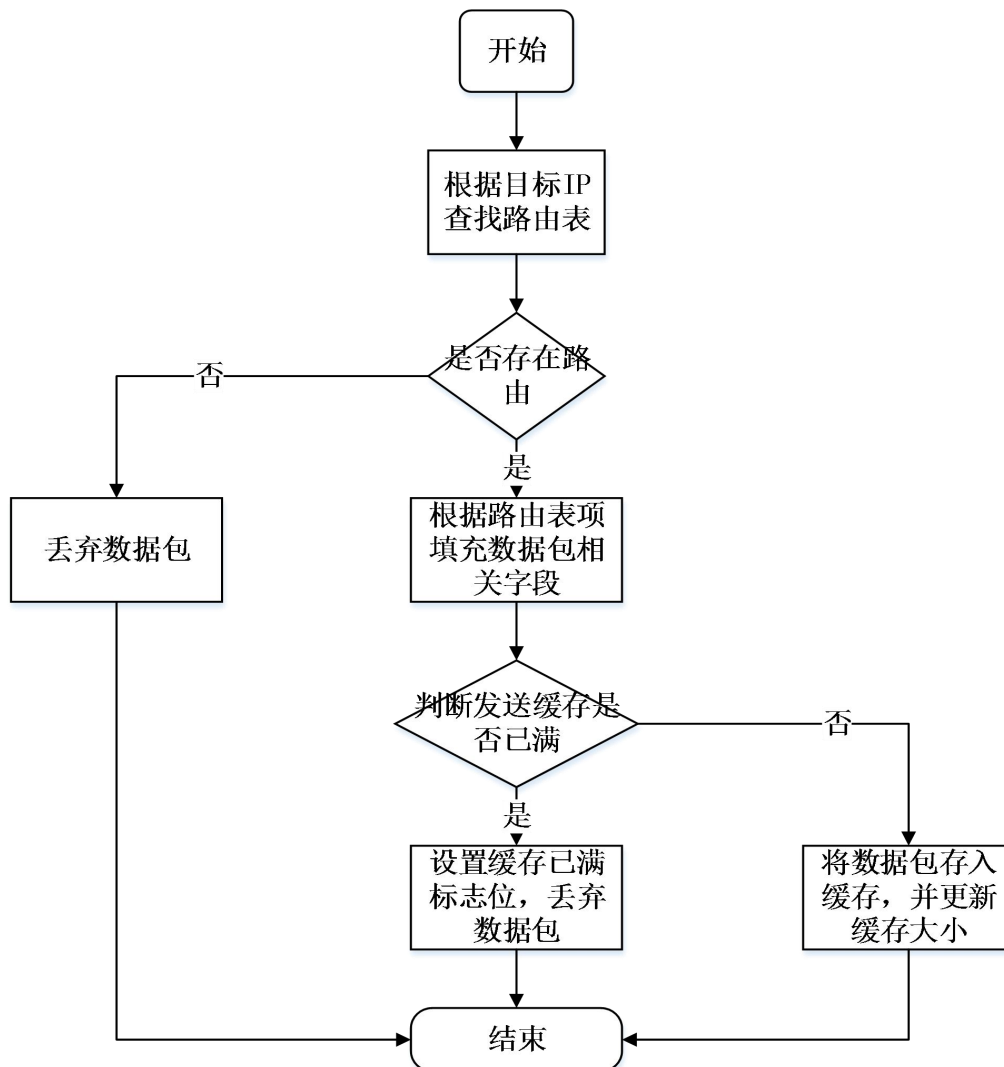 开始
根据目标IP
查找路由表
是否存在路
由
否
是
丢弃数据包
根据路由表项
填充数据包相
关字段
判断发送缓存是
否已满
否
是
设置缓存已满
标志位，丢弃
数据包
将数据包存入
缓存，并更新
缓存大小
结束